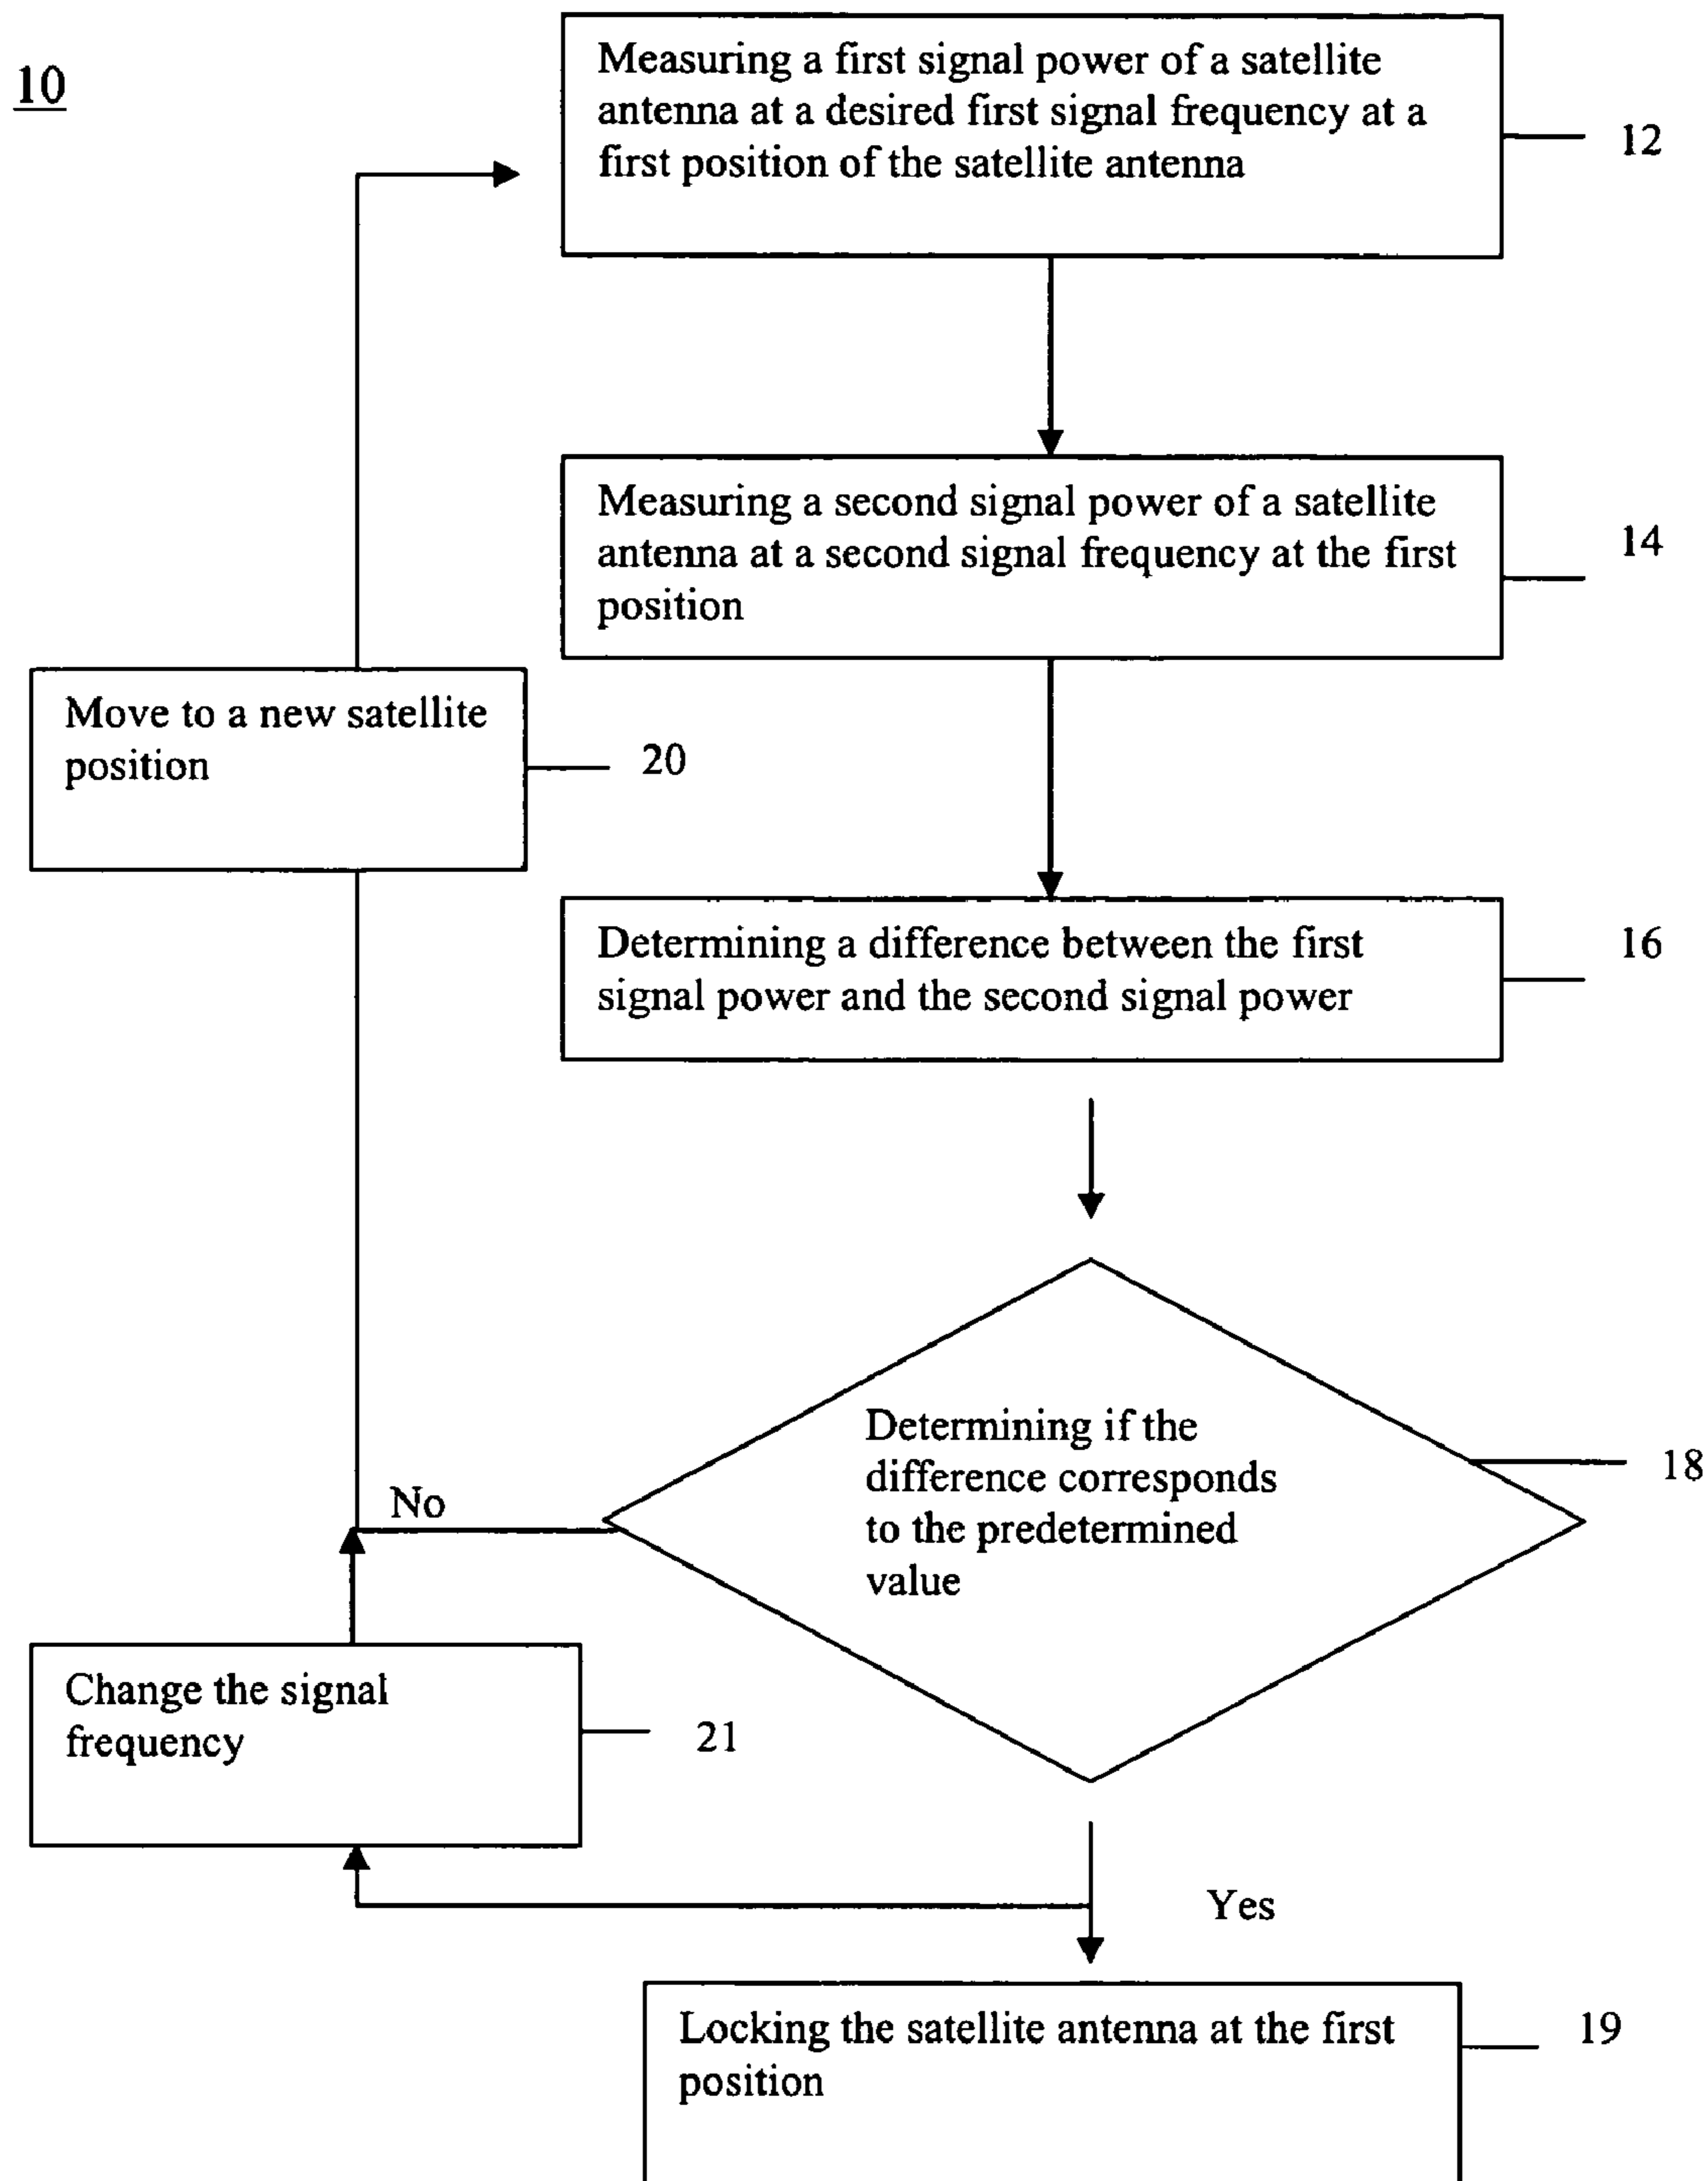 10
Measuring a first signal power of a satellite
antenna at a desired first signal frequency at a
first position of the satellite antenna
12
Measuring a second signal power of a satellite
antenna at a second signal frequency at the first
position
14
Move to a new satellite
position
20
Determining a difference between the first
signal power and the second signal power
16
Determining if the
difference corresponds
to the predetermined
value
18
No
Change the signal
frequency
21
Yes
Locking the satellite antenna at the first
position
19